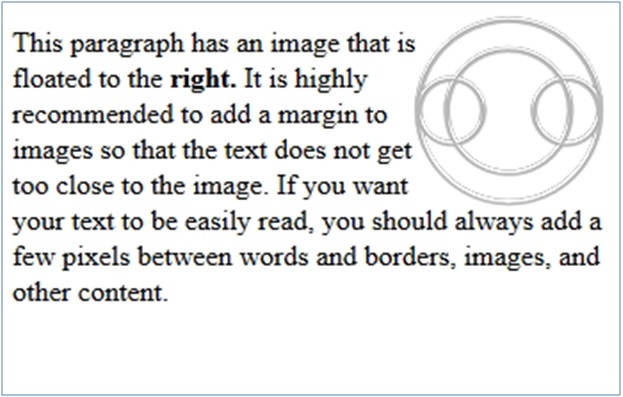 This paragraph has an image that is
floated to the right. It is highly
recommended to add a margin to
images so that the text does not get
too close to the image. If you want
your text to be easily read, you should always add a
few pixels between words and borders, images, and
other content.